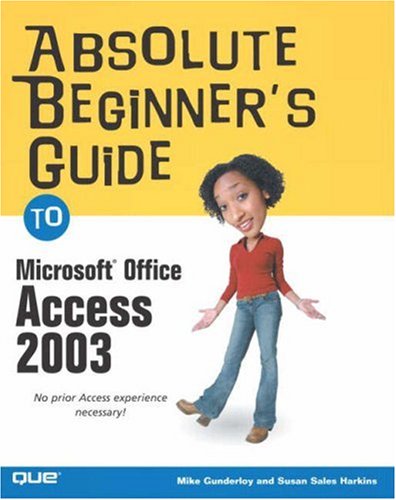 Absolute
Beginner's
Guide
to
Microsoft® Office
Access
2003
No prior Access experience
necessary!
que®
Mike Gunderloy and Susan Sales Harkins